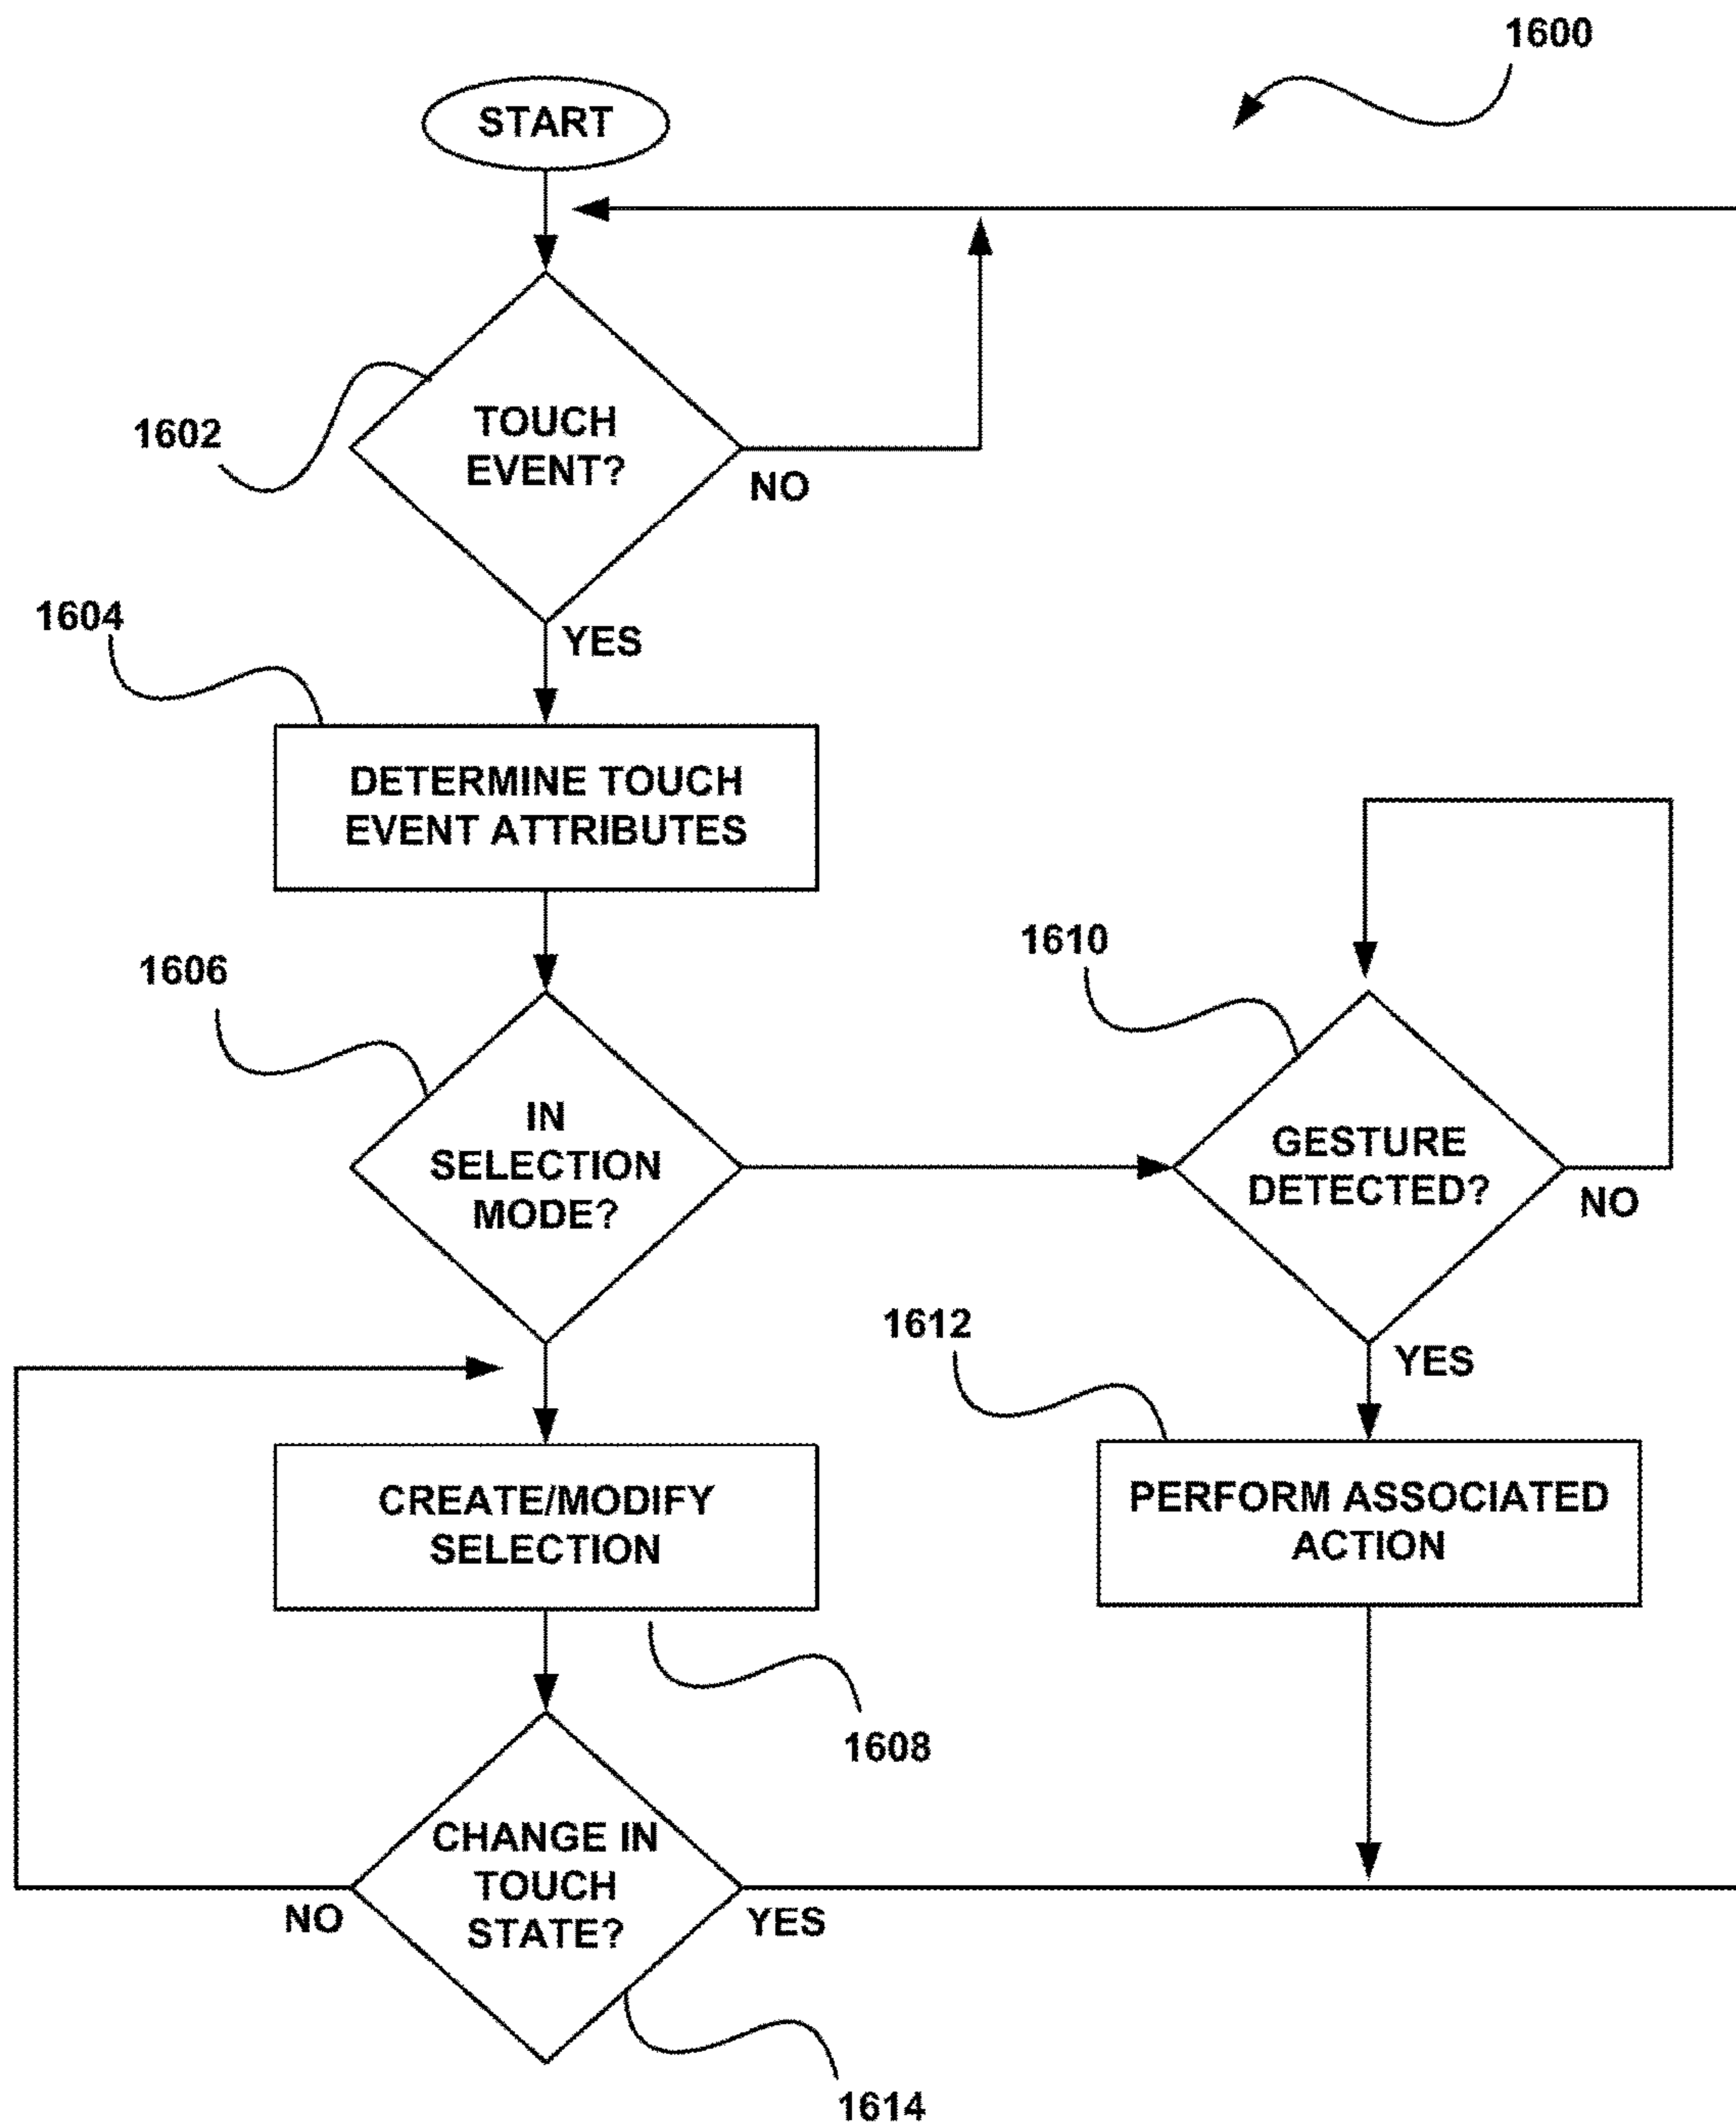 1600
START
1602
TOUCH
EVENT?
NO
1604
YES
DETERMINE TOUCH
EVENT ATTRIBUTES
1606
IN
SELECTION
MODE?
1610
GESTURE
DETECTED?
NO
1612
YES
CREATE/MODIFY
SELECTION
PERFORM ASSOCIATED
ACTION
1608
CHANGE IN
TOUCH
STATE?
NO
YES
1614